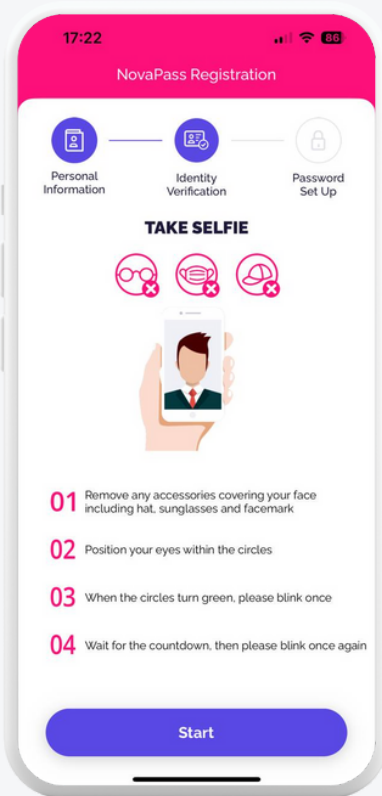 17:22
86
NovaPass Registration
Personal
Information
Identity
Verification
Password
Set Up
TAKE SELFIE
01 Remove any accessories covering your face
including hat, sunglasses and facemark
02 Position your eyes within the circles
03 When the circles turn green, please blink once
04 Wait for the countdown, then please blink once again
Start